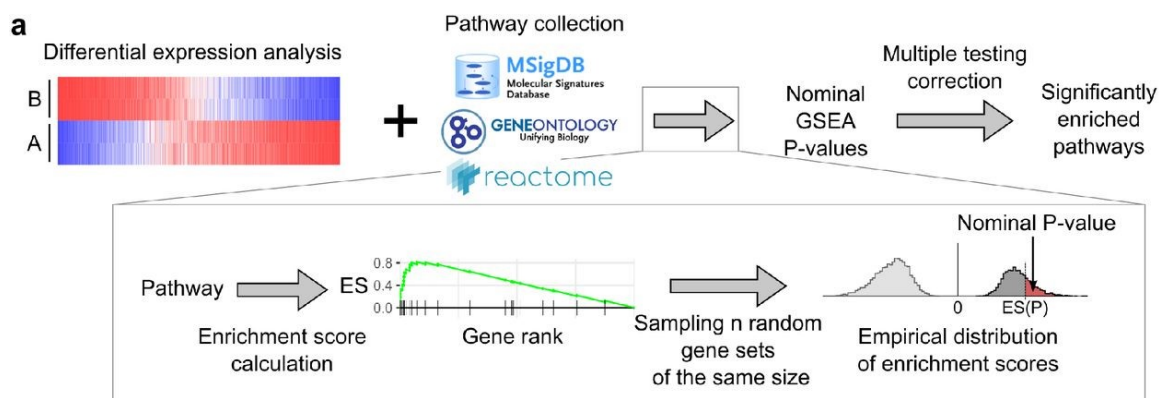 a
Differential expression analysis
B
A
+
Pathway collection
MSigDB
Molecular Signatures
Database
GENEONTOLOGY
Unifying Biology
reactome
Nominal
GSEA
P-values
Multiple testing
correction
Significantly
enriched
pathways
Pathway
Enrichment score
calculation
ES
0.8
0.4
0.0
Gene rank
Sampling n random
gene sets
of the same size
Nominal P-value
0
ES(P)
Empirical distribution
of enrichment scores